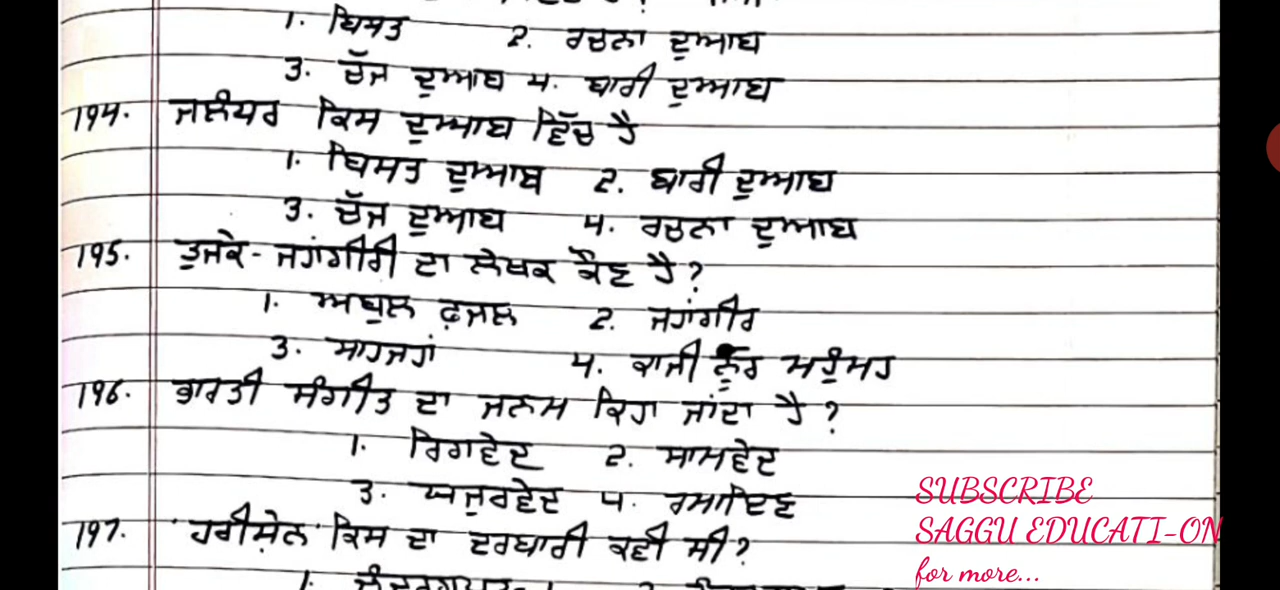 1. ਬਿਸਤ 2. ਰਚਨਾ ਦੁਆਬ
3. ਚੱਜ ਦੁਆਬ 4. ਬਾਰੀ ਦੁਆਬ
194. ਜਲੰਧਰ ਕਿਸ ਦੁਆਬ ਵਿੱਚ ਹੈ
1. ਬਿਸਤ ਦੁਆਬ 2. ਬਾਰੀ ਦੁਆਬ
3. ਚੱਜ ਦੁਆਬ 4. ਰਚਨਾ ਦੁਆਬ
195. ਤੁਜਕੇ-ਜਹਾਂਗੀਰੀ ਦਾ ਲੇਖਕ ਕੌਣ ਹੈ?
1. ਅਬੁਲ ਫ਼ਜਲ 2. ਜਹਾਂਗੀਰ
3. ਸਾਹਜਹਾਂ 4. ਕਾਜੀ ਨੂੰਰ ਮਹੁੰਮਦ
196. ਭਾਰਤੀ ਸੰਗੀਤ ਦਾ ਜਨਮ ਕਿਹਾ ਜਾਂਦਾ ਹੈ?
1. ਰਿਗਵੇਦ 2. ਸਾਮਵੇਦ
3. ਯਜੁਰਵੇਦ 4. ਰਮਾਇਣ
197. 'ਹਰੀਸ਼ੇਨ' ਕਿਸ ਦਾ ਦਰਬਾਰੀ ਕਵੀ ਸੀ?
SUBSCRIBE
SAGGU EDUCATI-ON
for more...